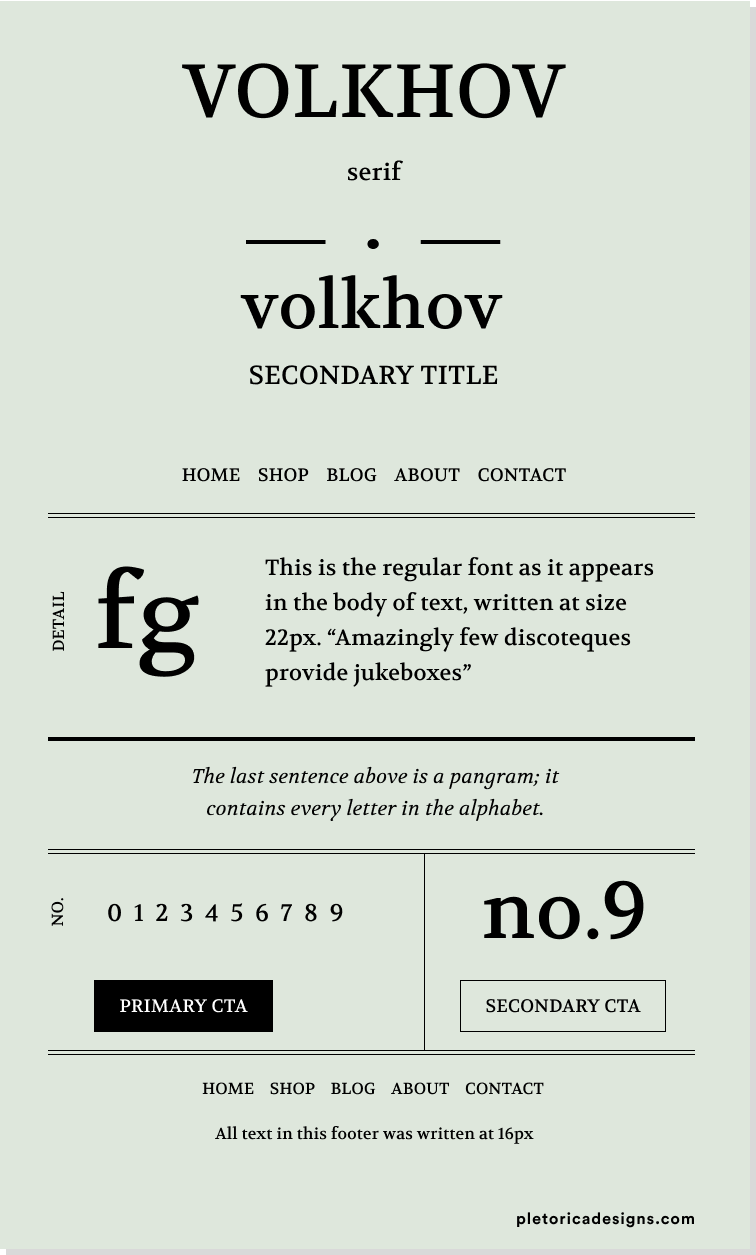 VOLKHOV
serif
— • —
volkhov
SECONDARY TITLE
HOME SHOP BLOG ABOUT CONTACT
DETAIL
fg
This is the regular font as it appears
in the body of text, written at size
22px. “Amazingly few discoteques
provide jukeboxes”
The last sentence above is a pangram; it
contains every letter in the alphabet.
NO.
0 1 2 3 4 5 6 7 8 9
no.9
PRIMARY CTA
SECONDARY CTA
HOME SHOP BLOG ABOUT CONTACT
All text in this footer was written at 16px
pletoricadesigns.com